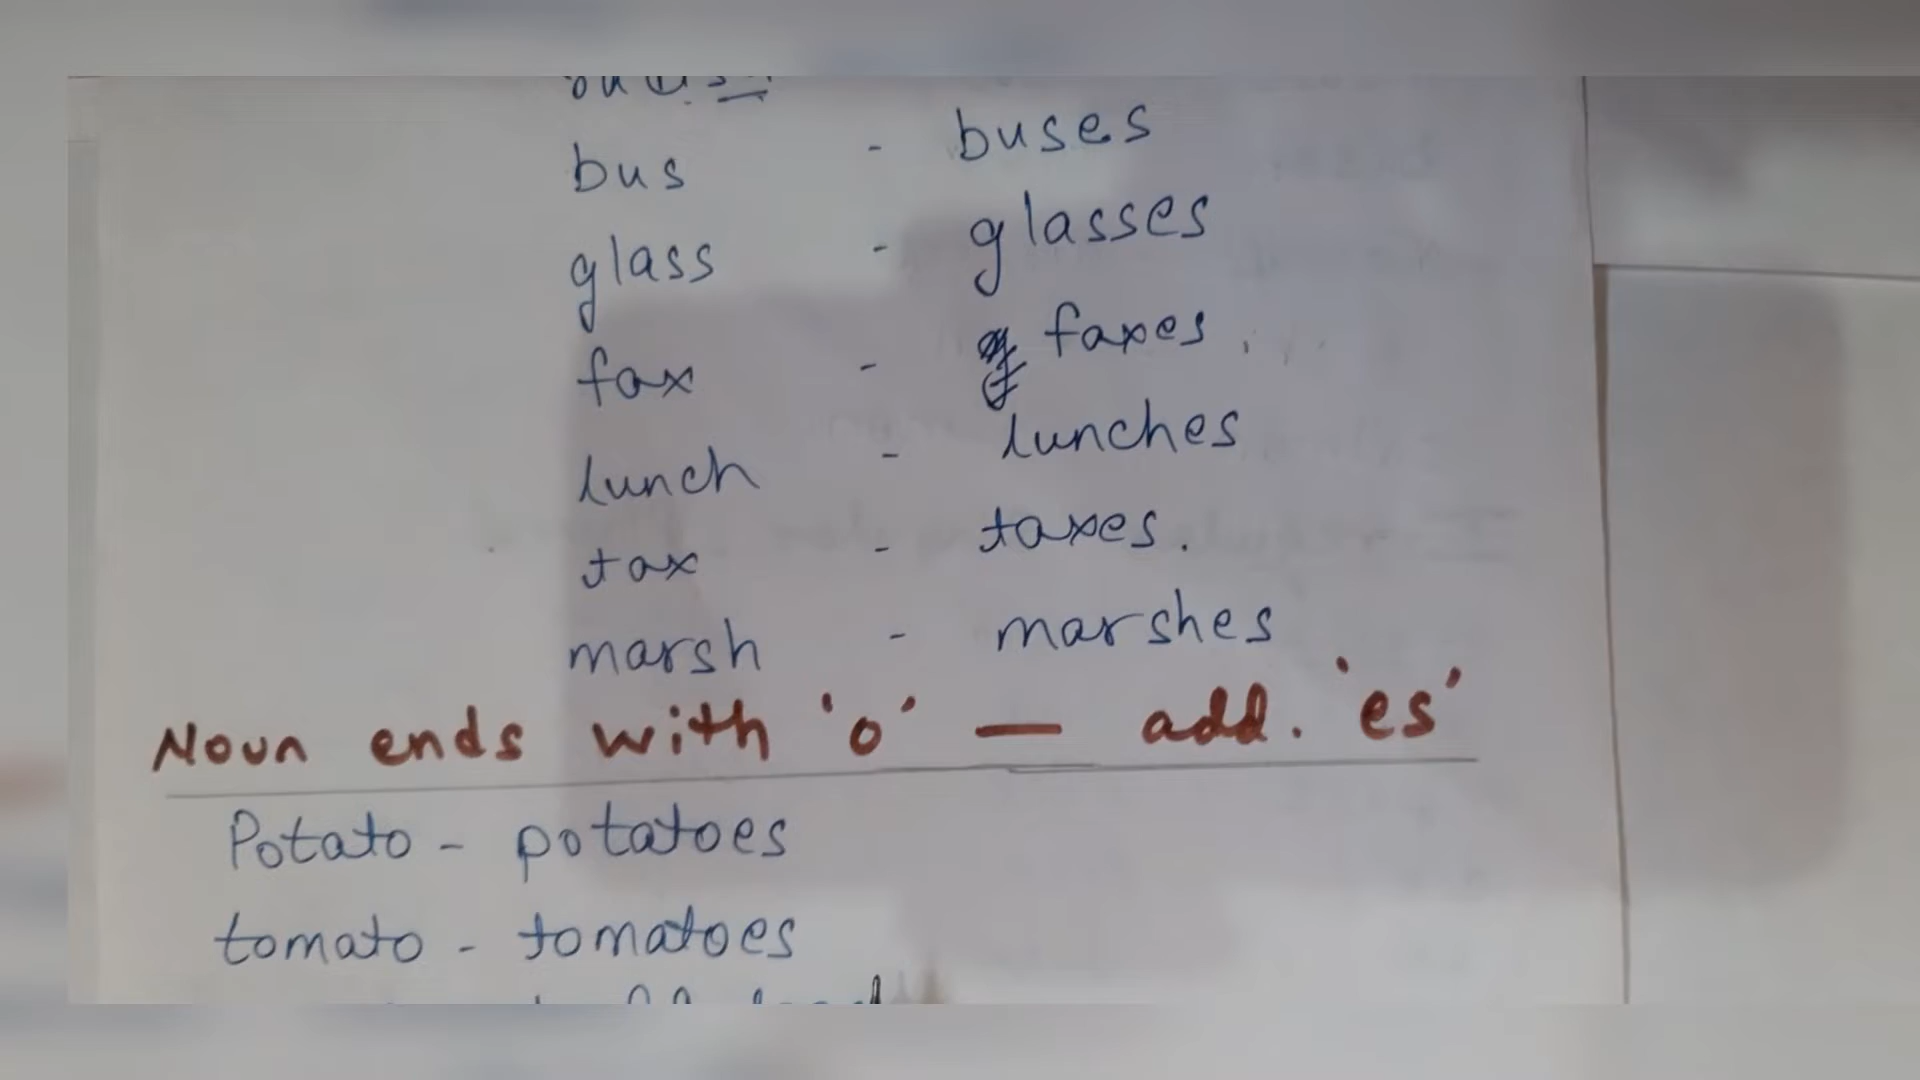 bus - buses
glass - glasses
fax - faxes.
lunch - lunches
tax - taxes.
marsh - marshes
Noun ends with 'o' — add. 'es'
Potato - potatoes
tomato - tomatoes